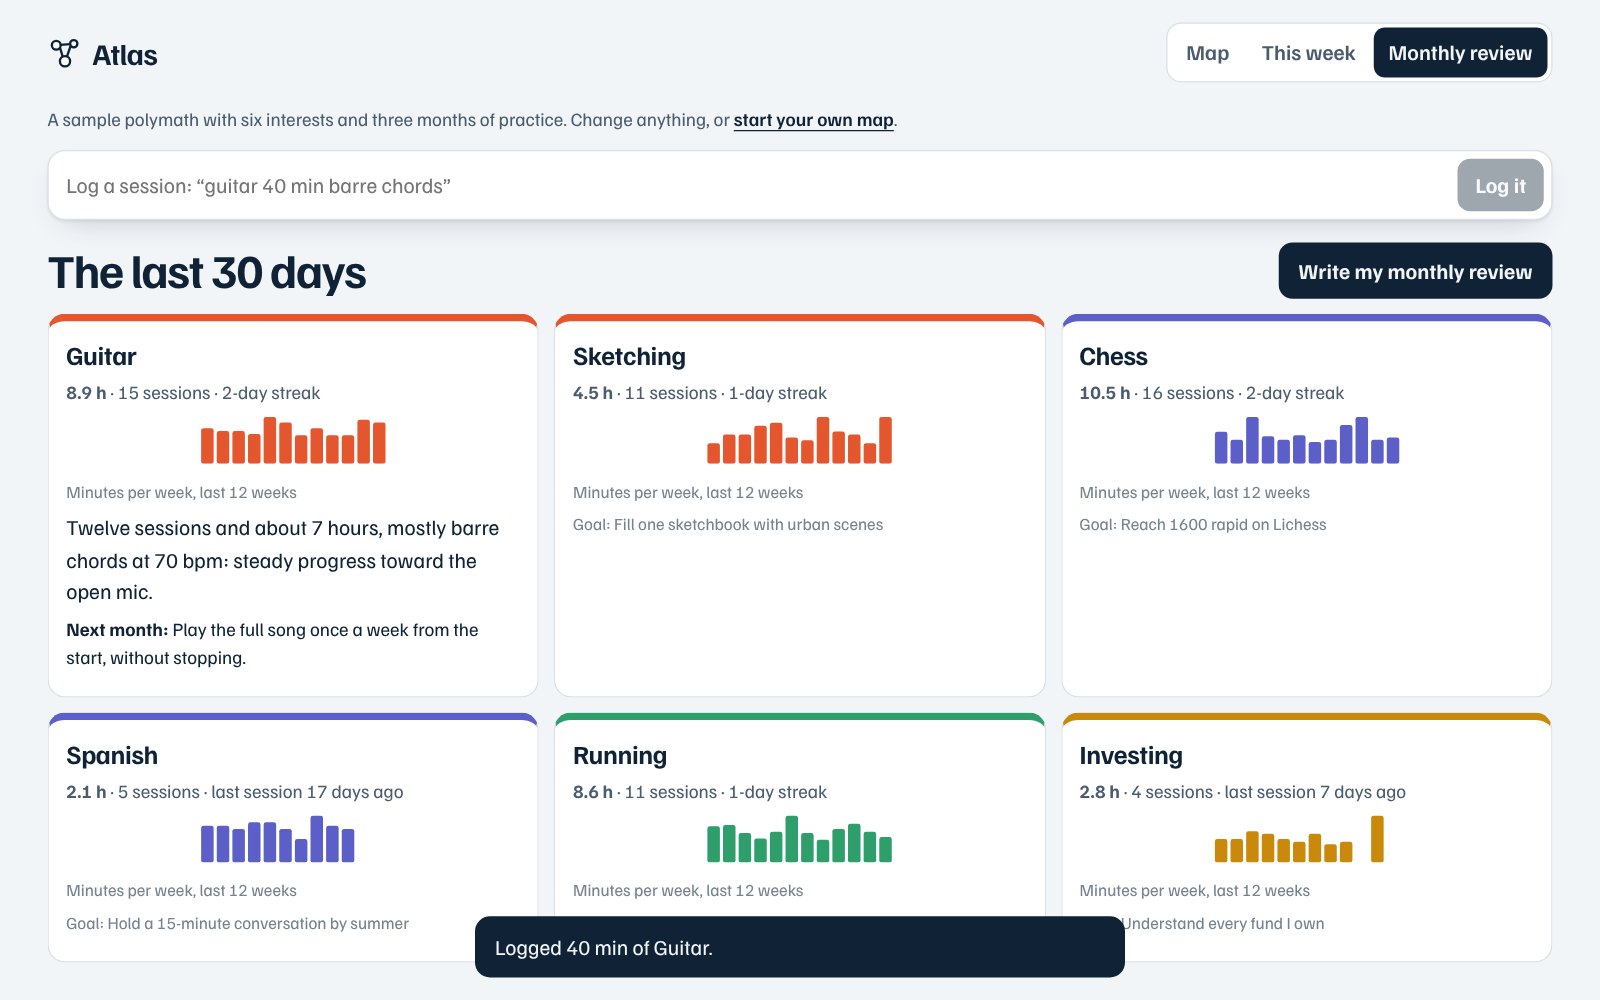 Atlas
Map
This week
Monthly review
A sample polymath with six interests and three months of practice. Change anything, or start your own map.
Log a session: “guitar 40 min barre chords”
Log it
The last 30 days
Write my monthly review
Guitar
8.9 h · 15 sessions · 2-day streak
Minutes per week, last 12 weeks
Twelve sessions and about 7 hours, mostly barre
chords at 70 bpm: steady progress toward the
open mic.
Next month: Play the full song once a week from the
start, without stopping.
Sketching
4.5 h · 11 sessions · 1-day streak
Minutes per week, last 12 weeks
Goal: Fill one sketchbook with urban scenes
Chess
10.5 h · 16 sessions · 2-day streak
Minutes per week, last 12 weeks
Goal: Reach 1600 rapid on Lichess
Spanish
2.1 h · 5 sessions · last session 17 days ago
Minutes per week, last 12 weeks
Goal: Hold a 15-minute conversation by summer
Running
8.6 h · 11 sessions · 1-day streak
Minutes per week, last 12 weeks
Investing
2.8 h · 4 sessions · last session 7 days ago
Minutes per week, last 12 weeks
Understand every fund I own
Logged 40 min of Guitar.